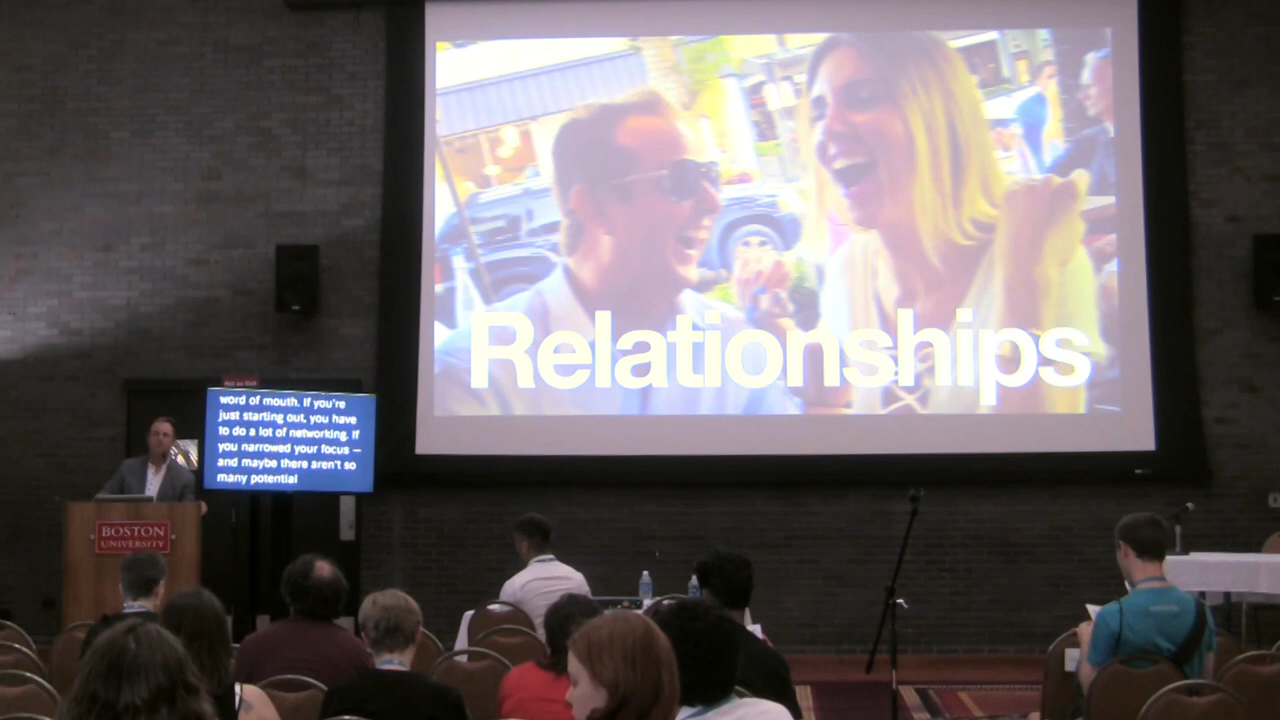 Relationships
word of mouth. If you're
just starting out, you have
to do a lot of networking. If
you narrowed your focus —
and maybe there aren't so
many potential
BOSTON
UNIVERSITY